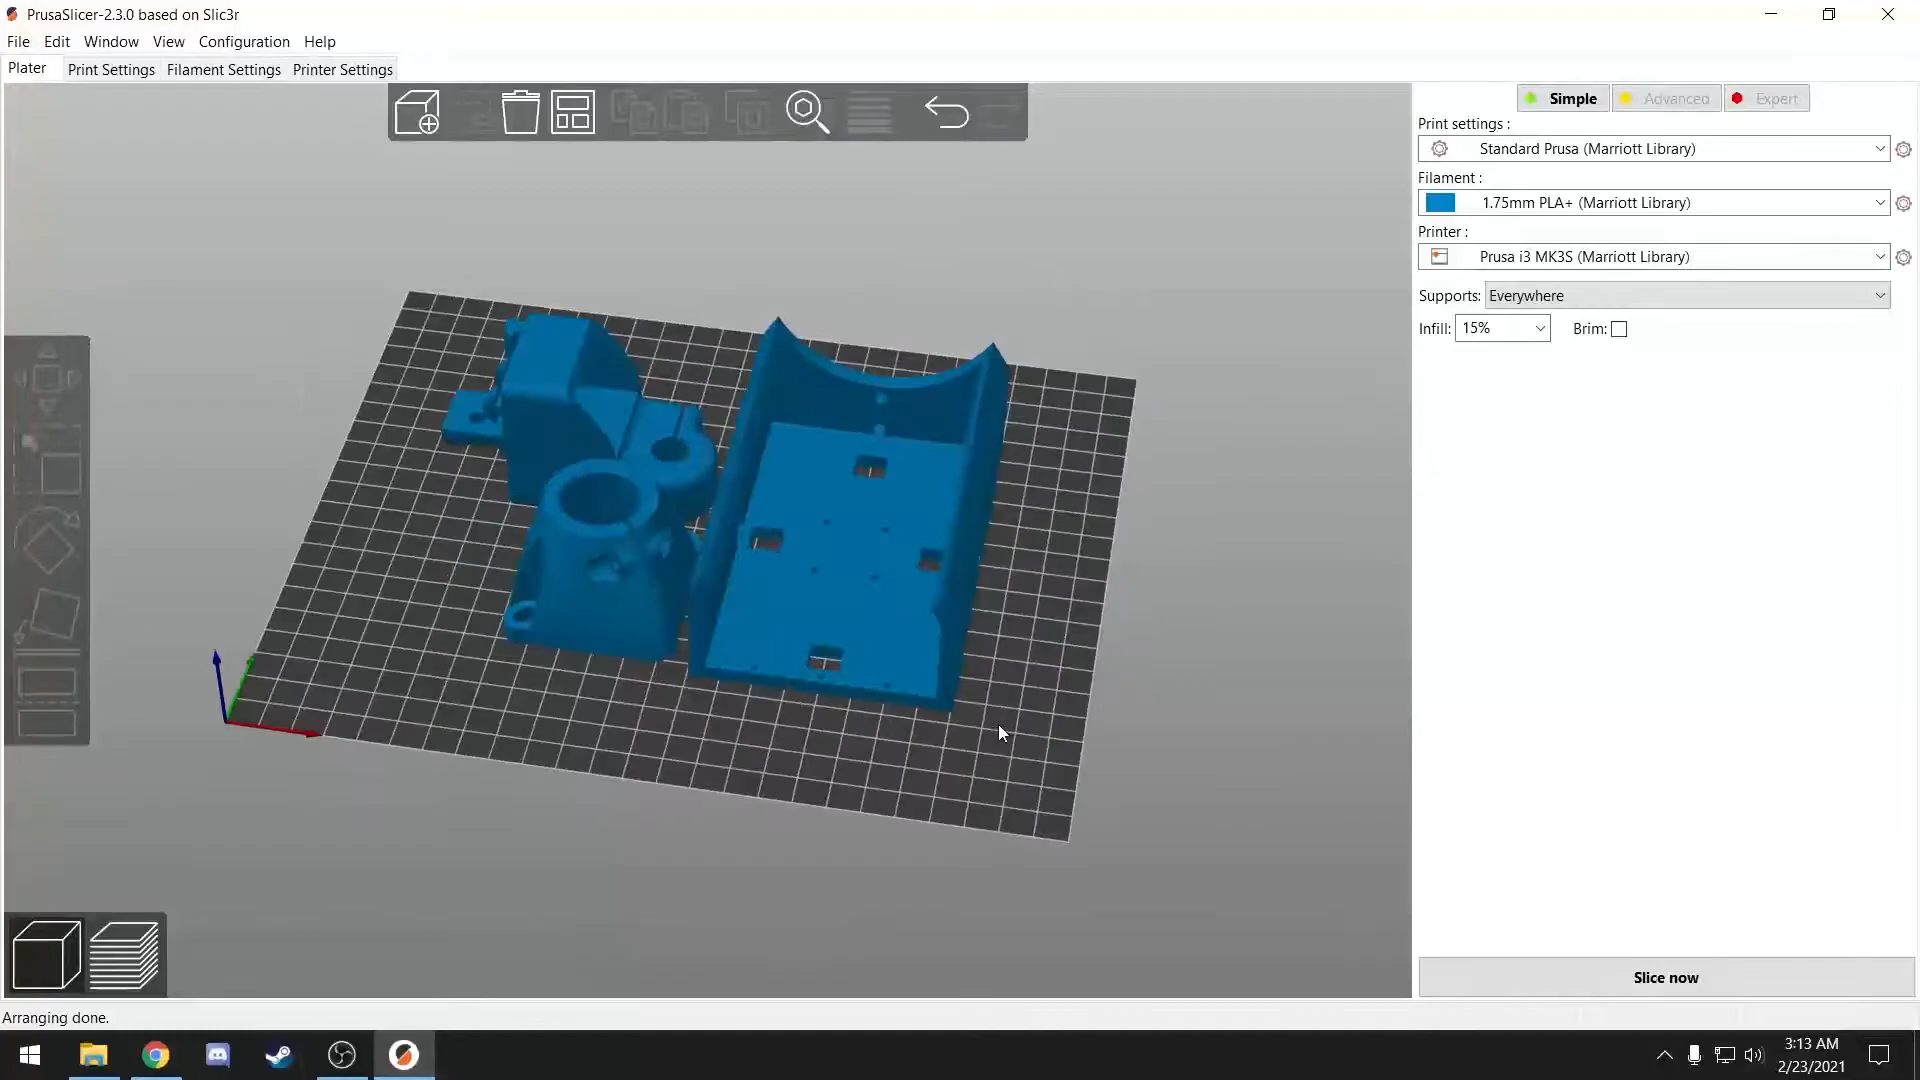 PrusaSlicer-2.3.0 based on Slic3r
File Edit Window View Configuration Help
Plater Print Settings Filament Settings Printer Settings
Simple Advanced Expert
Print settings :
Standard Prusa (Marriott Library)
Filament :
1.75mm PLA+ (Marriott Library)
Printer :
Prusa i3 MK3S (Marriott Library)
Supports: Everywhere
Infill: 15% Brim:
Slice now
Arranging done.
3:13 AM
2/23/2021